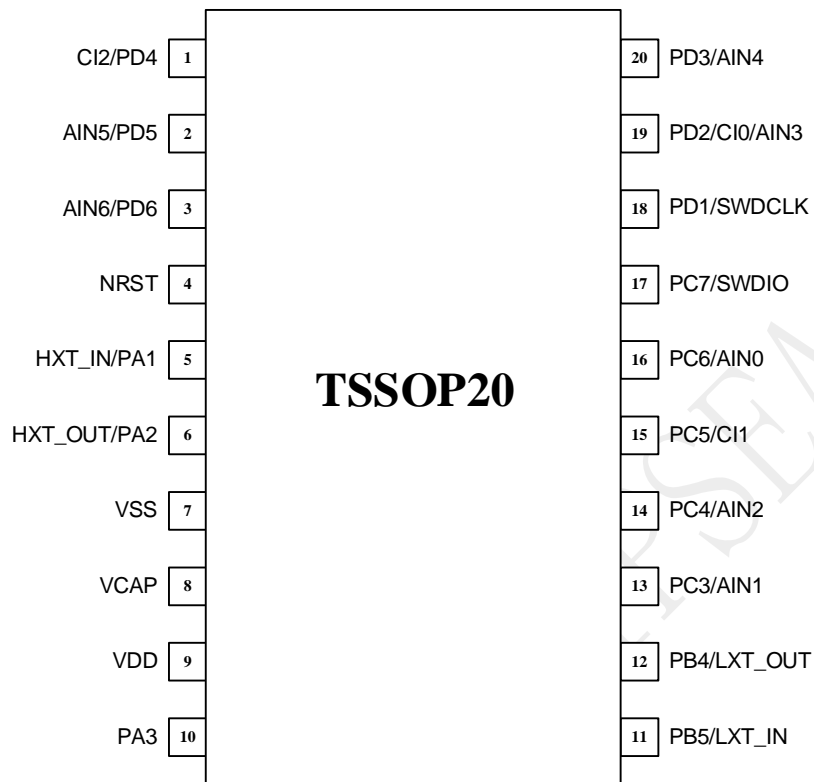 CI2/PD4 1 20 PD3/AIN4
AIN5/PD5 2 19 PD2/CI0/AIN3
AIN6/PD6 3 18 PD1/SWDCLK
NRST 4 17 PC7/SWDIO
HXT_IN/PA1 5 16 PC6/AIN0
TSSOP20
HXT_OUT/PA2 6 15 PC5/CI1
VSS 7 14 PC4/AIN2
VCAP 8 13 PC3/AIN1
VDD 9 12 PB4/LXT_OUT
PA3 10 11 PB5/LXT_IN